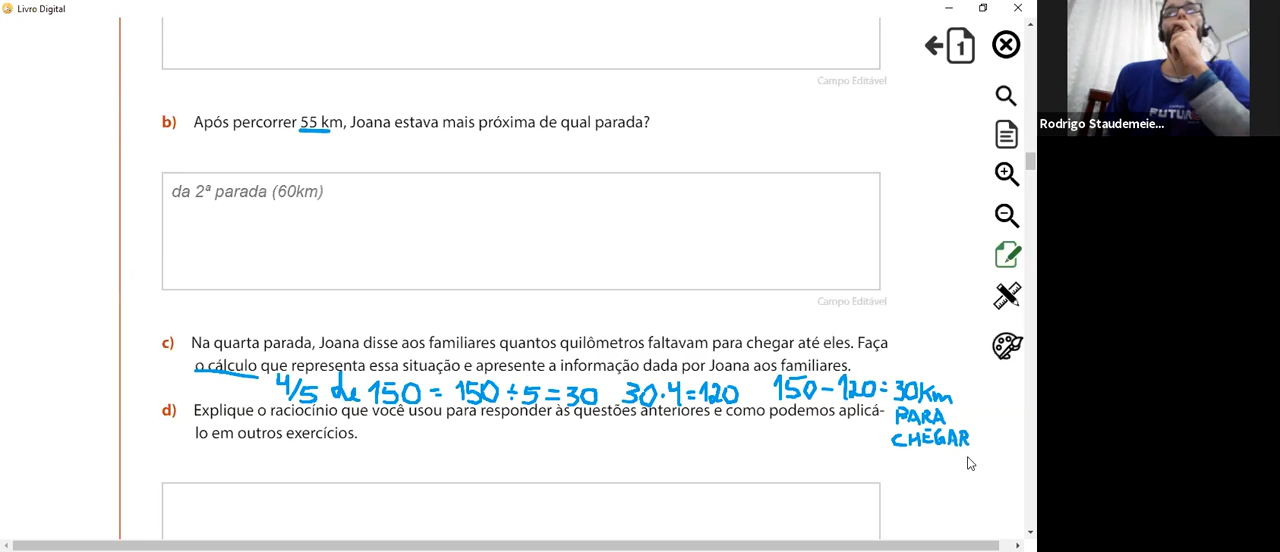 Livro Digital
1
Campo Editável
b) Após percorrer 55 km, Joana estava mais próxima de qual parada?
FUTURO
Rodrigo Staudemeie...
da 2ª parada (60km)
Campo Editável
c) Na quarta parada, Joana disse aos familiares quantos quilômetros faltavam para chegar até eles. Faça
o cálculo que representa essa situação e apresente a informação dada por Joana aos familiares.
4/5 de 150 = 150 ÷ 5 = 30 30 · 4 = 120 150 - 120 = 30Km
PARA
CHEGAR
d) Explique o raciocínio que você usou para responder às questões anteriores e como podemos aplicá-
lo em outros exercícios.